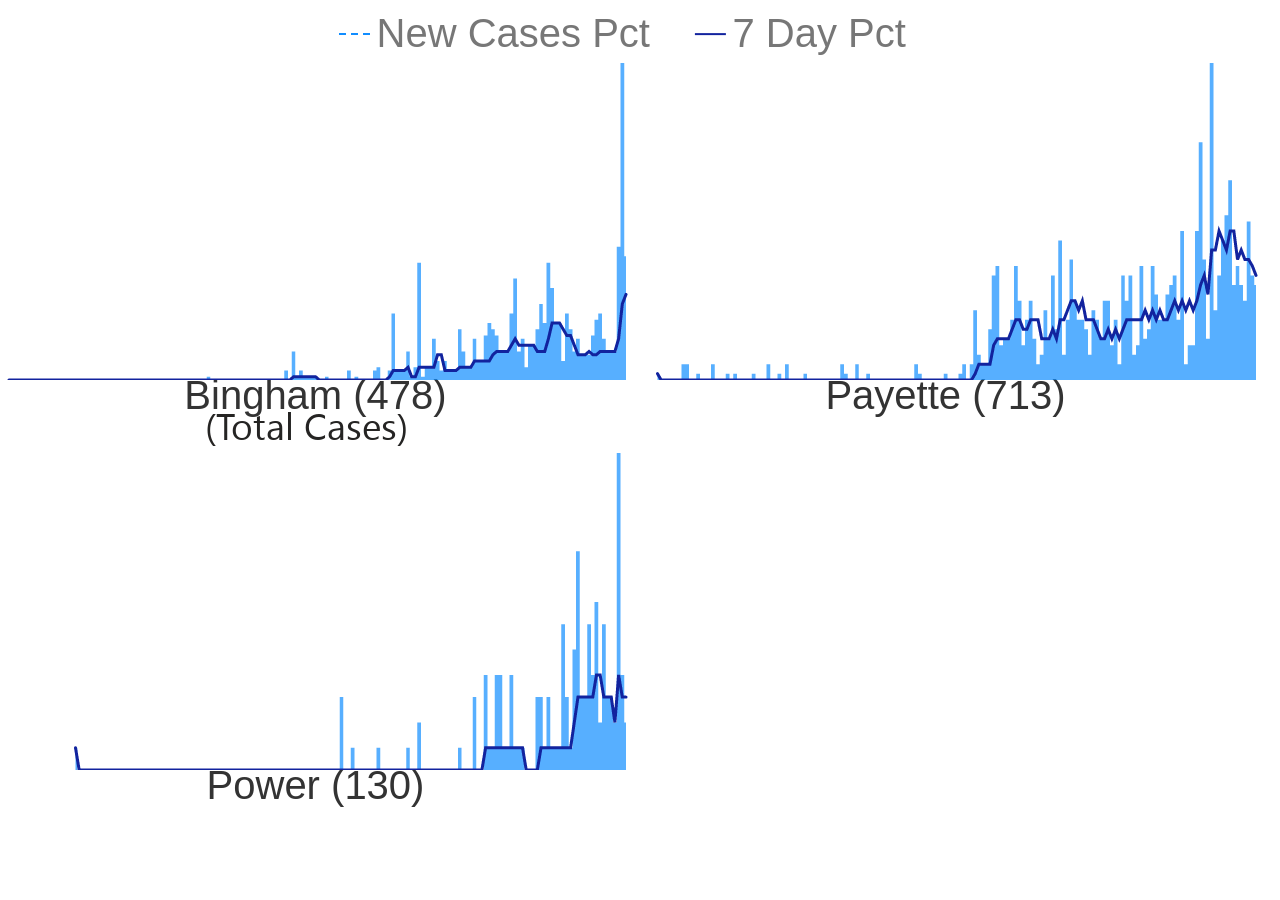 New Cases Pct 7 Day Pct
Bingham (478)
(Total Cases)
Payette (713)
Power (130)